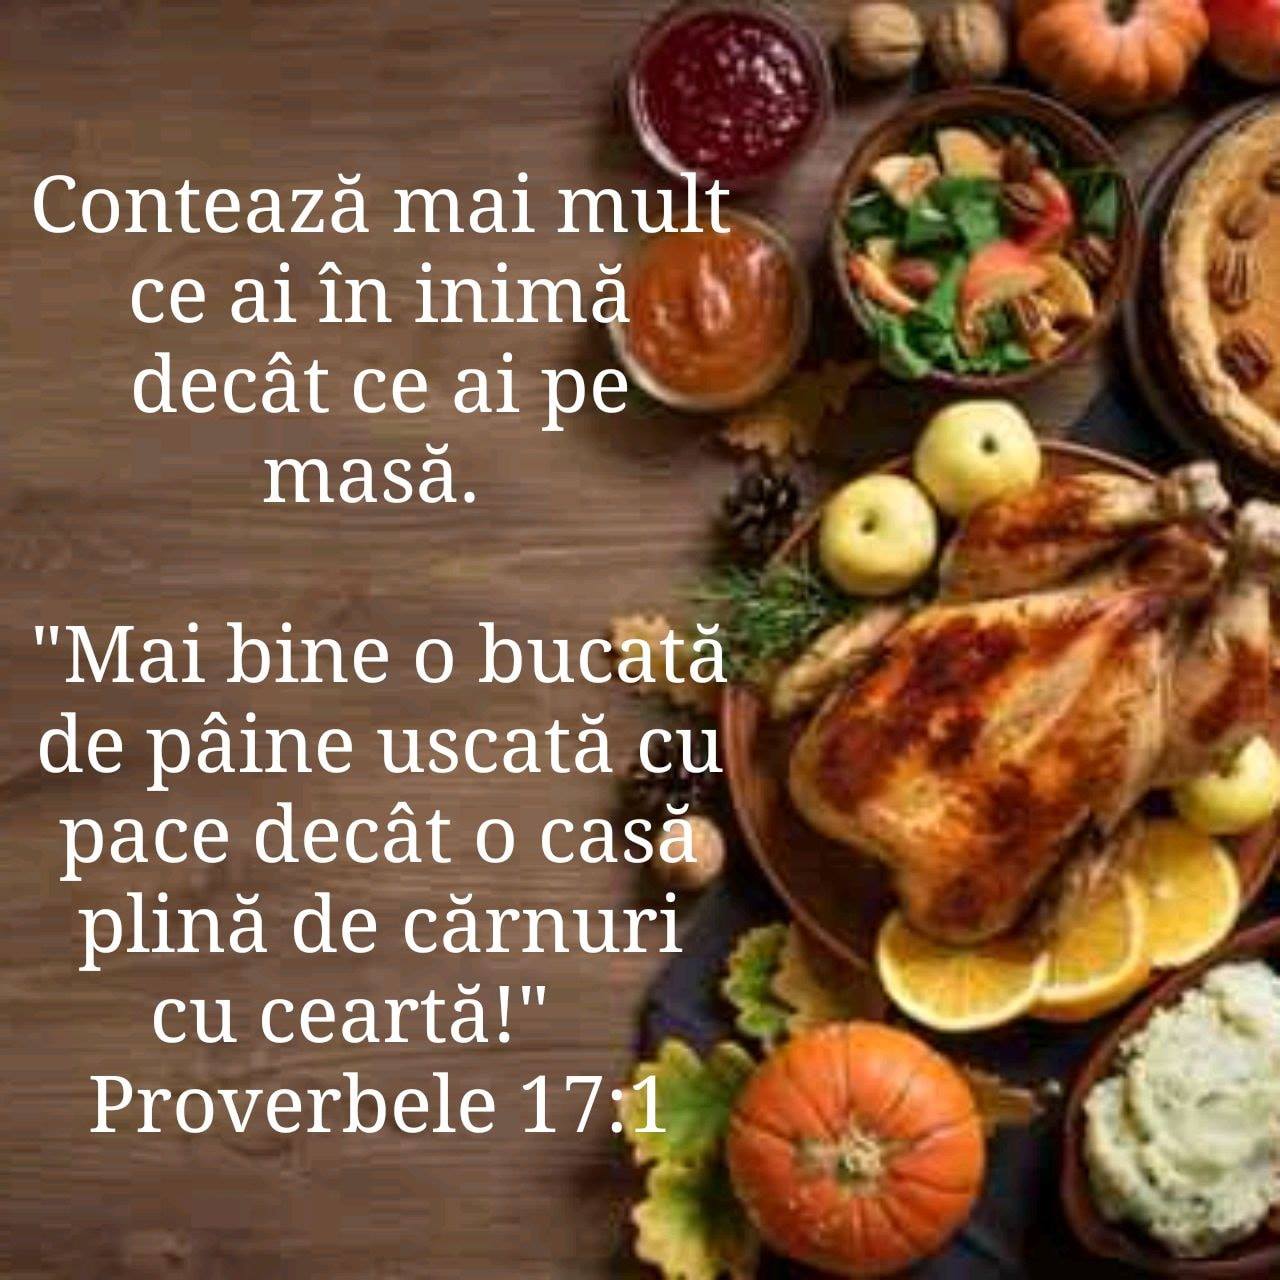 Contează mai mult
ce ai în inimă
decât ce ai pe
masă.
"Mai bine o bucată
de pâine uscată cu
pace decât o casă
plină de cărnuri
cu ceartă!"
Proverbele 17:1